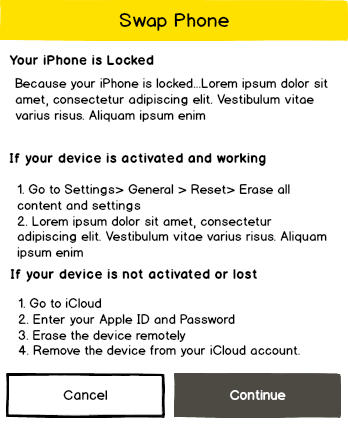 Swap Phone
Your iPhone is Locked
Because your iPhone is locked...Lorem ipsum dolor sit
amet, consectetur adipiscing elit. Vestibulum vitae
varius risus. Aliquam ipsum enim
If your device is activated and working
1. Go to Settings> General > Reset> Erase all
content and settings
2. Lorem ipsum dolor sit amet, consectetur
adipiscing elit. Vestibulum vitae varius risus. Aliquam
ipsum enim
If your device is not activated or lost
1. Go to iCloud
2. Enter your Apple ID and Password
3. Erase the device remotely
4. Remove the device from your iCloud account.
Cancel
Continue